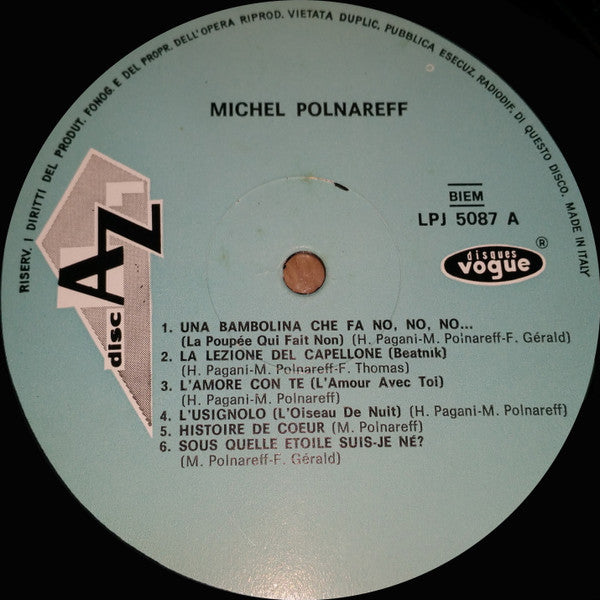 RISERV. I DIRITTI DEL PRODUT. FONOG. E DEL PROPR. DELL'OPERA RIPROD. VIETATA DUPLIC. PUBBLICA ESECUZ. RADIODIF. DI QUESTO DISCO. MADE IN ITALY
MICHEL POLNAREFF
BIEM
LPJ 5087 A
disc AZ
disques
vogue
®
1. UNA BAMBOLINA CHE FA NO, NO, NO...
(La Poupée Qui Fait Non) (H. Pagani-M. Polnareff-F. Gérald)
2. LA LEZIONE DEL CAPELLONE (Beatnik)
(H. Pagani-M. Polnareff-F. Thomas)
3. L'AMORE CON TE (L'Amour Avec Toi)
(H. Pagani-M. Polnareff)
4. L'USIGNOLO (L'Oiseau De Nuit) (H. Pagani-M. Polnareff)
5. HISTOIRE DE COEUR (M. Polnareff)
6. SOUS QUELLE ETOILE SUIS-JE NÉ?
(M. Polnareff-F. Gérald)